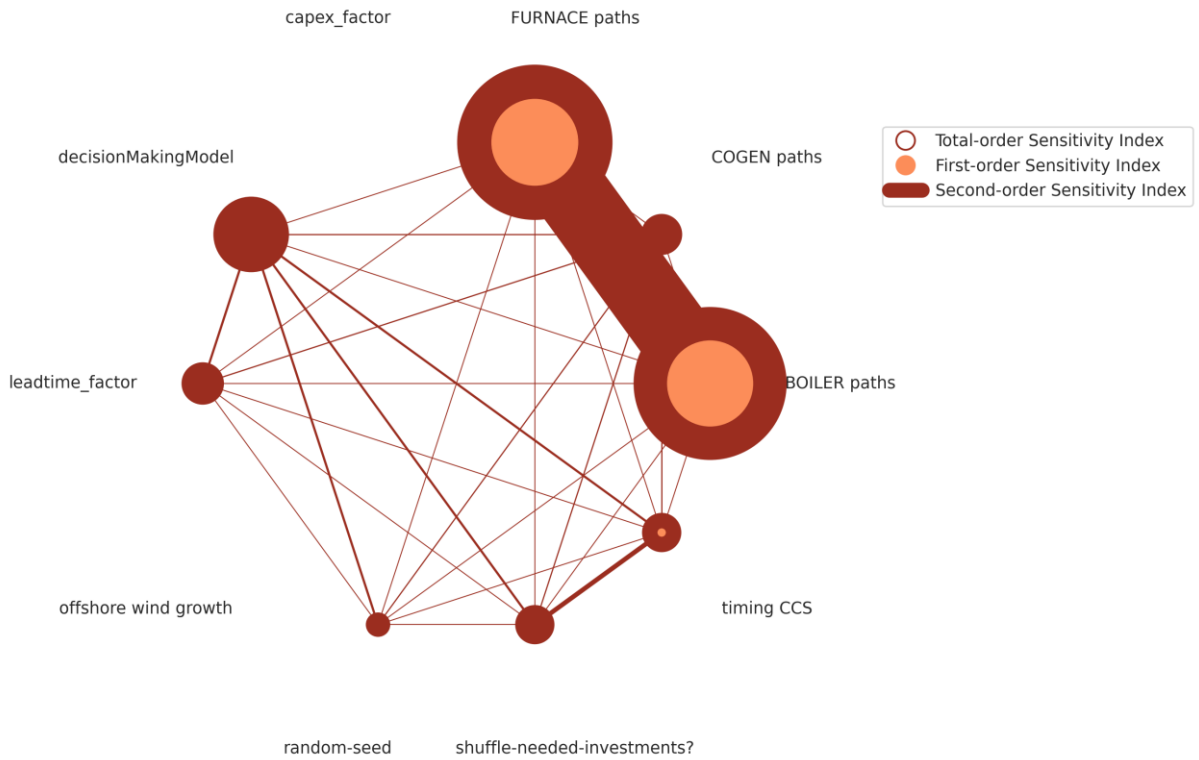 capex_factor
FURNACE paths
Total-order Sensitivity Index
First-order Sensitivity Index
Second-order Sensitivity Index
decisionMakingModel
COGEN paths
leadtime_factor
BOILER paths
offshore wind growth
timing CCS
random-seed
shuffle-needed-investments?